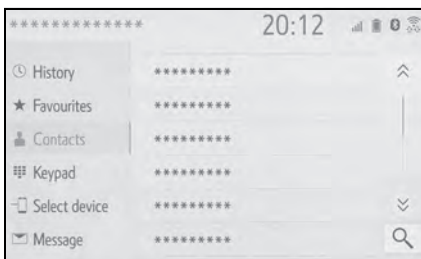 ************* 20:12
History *********
Favourites *********
Contacts *********
Keypad *********
Select device *********
Message *********